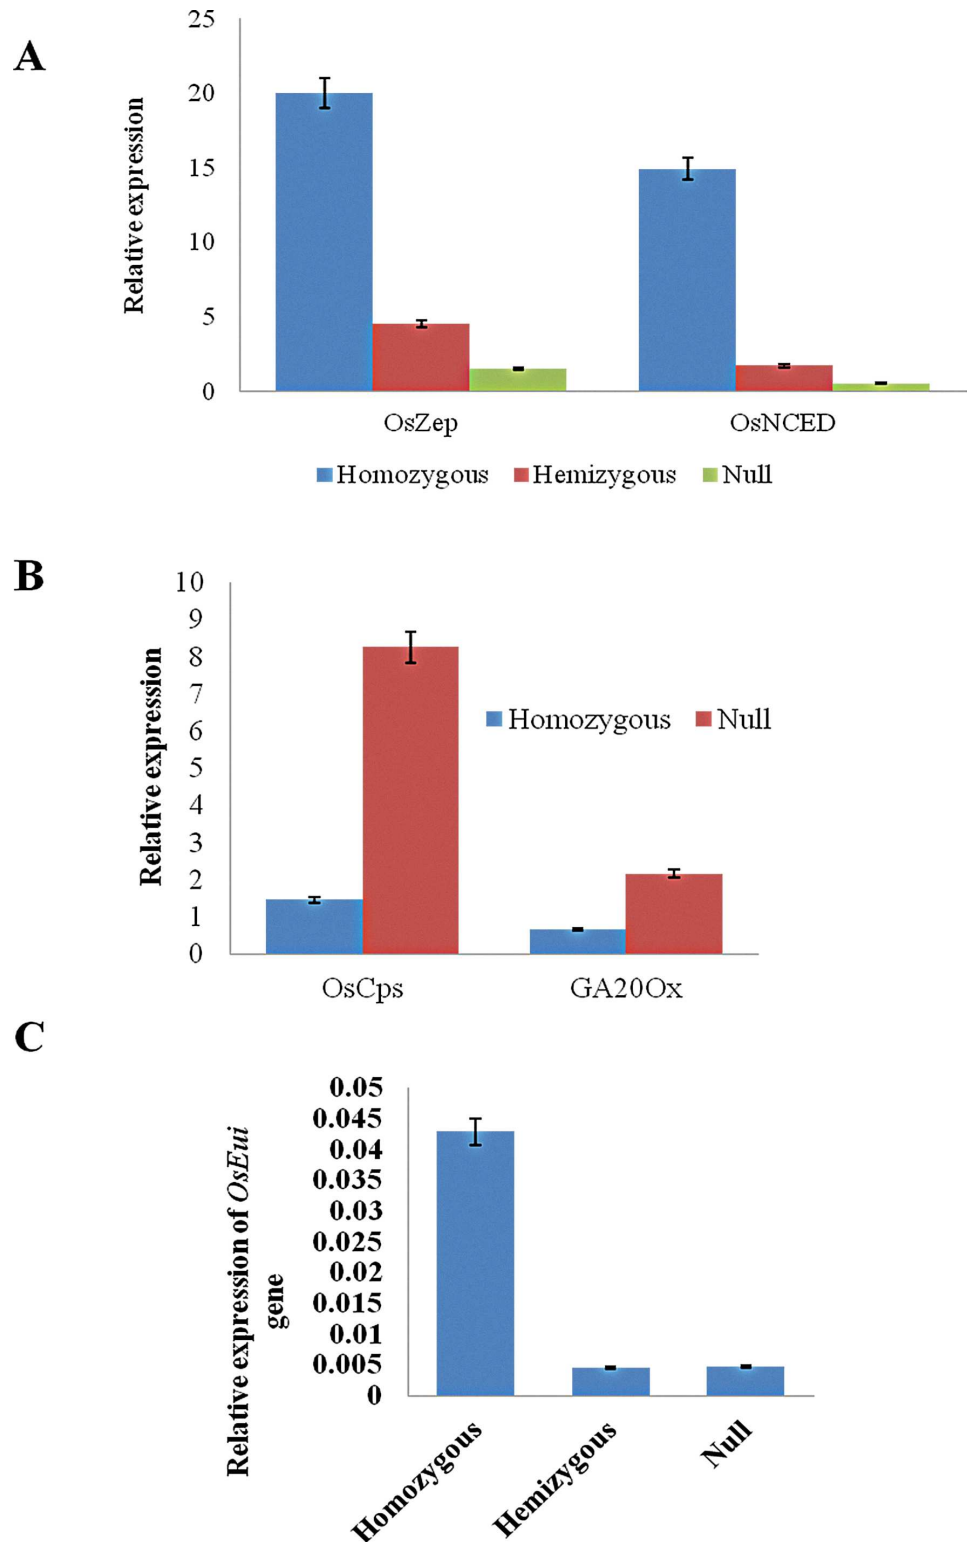 A
25
20
15
10
5
0
Relative expression
OsZep OsNCED
Homozygous Hemizygous Null
B
10
9
8
7
6
5
4
3
2
1
0
Relative expression
Homozygous Null
OsCps GA20Ox
C
0.05
0.045
0.04
0.035
0.03
0.025
0.02
0.015
0.01
0.005
0
Relative expression of OsEui
gene
Homozygous
Hemizygous
Null